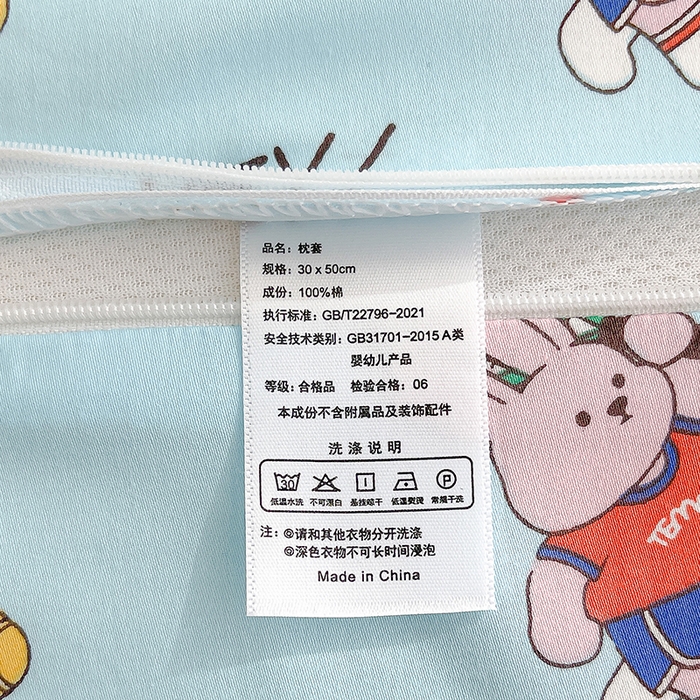 品名：枕套
规格：30 x 50cm
成份：100%棉
执行标准：GB/T22796-2021
安全技术类别：GB31701-2015 A类
婴幼儿产品
等级：合格品 检验合格：06
本成份不含附属品及装饰配件
洗涤说明
30 P
低温水洗 不可漂白 悬挂晾干 低温熨烫 常规干洗
注：◎请和其他衣物分开洗涤
◎深色衣物不可长时间浸泡
Made in China
TEM